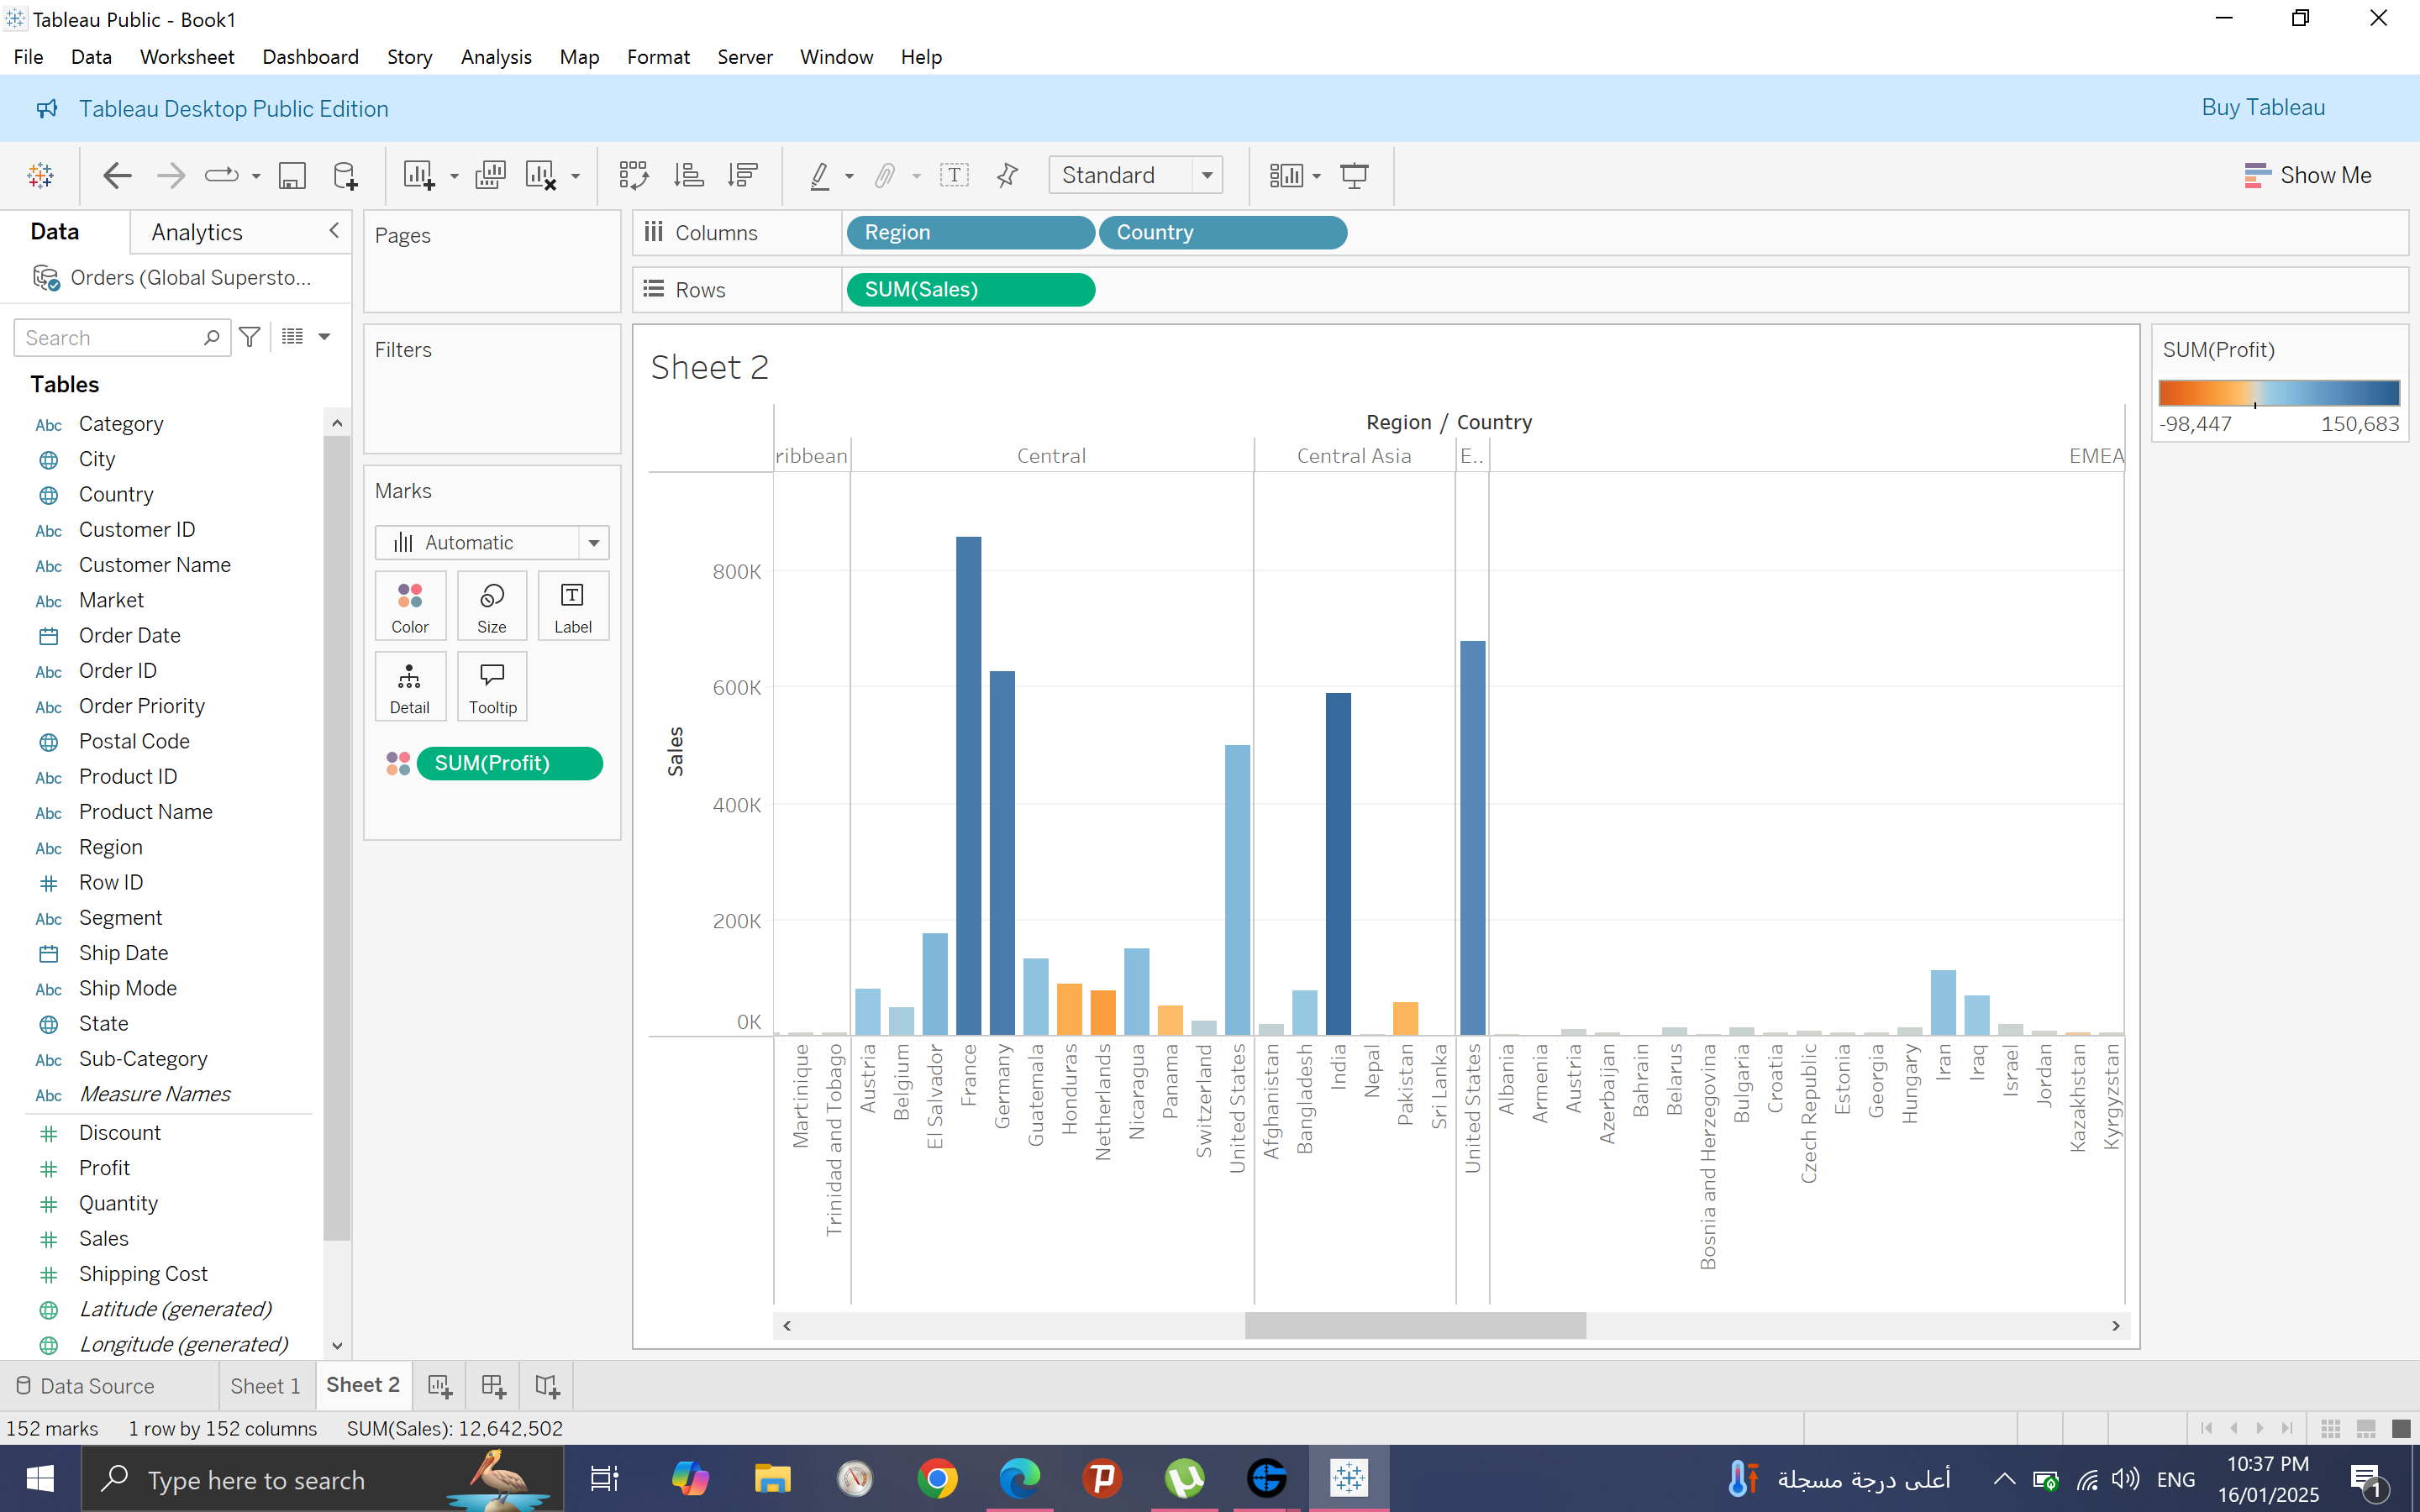 Tableau Public - Book1
File Data Worksheet Dashboard Story Analysis Map Format Server Window Help
Tableau Desktop Public Edition
Buy Tableau
Standard
Show Me
Data
Analytics
Orders (Global Supersto...
Search
Tables
Abc Category
City
Country
Abc Customer ID
Abc Customer Name
Abc Market
Order Date
Abc Order ID
Abc Order Priority
Postal Code
Abc Product ID
Abc Product Name
Abc Region
Row ID
Abc Segment
Ship Date
Abc Ship Mode
State
Abc Sub-Category
Abc Measure Names
Discount
Profit
Quantity
Sales
Shipping Cost
Latitude (generated)
Longitude (generated)
Pages
Filters
Marks
Automatic
Color
Size
Label
Detail
Tooltip
SUM(Profit)
Columns
Region
Country
Rows
SUM(Sales)
Sheet 2
Region / Country
ribbean
Central
Central Asia
E..
EMEA
Sales
800K
600K
400K
200K
0K
Martinique
Trinidad and Tobago
Austria
Belgium
El Salvador
France
Germany
Guatemala
Honduras
Netherlands
Nicaragua
Panama
Switzerland
United States
Afghanistan
Bangladesh
India
Nepal
Pakistan
Sri Lanka
United States
Albania
Armenia
Austria
Azerbaijan
Bahrain
Belarus
Bosnia and Herzegovina
Bulgaria
Croatia
Czech Republic
Estonia
Georgia
Hungary
Iran
Iraq
Israel
Jordan
Kazakhstan
Kyrgyzstan
SUM(Profit)
-98,447
150,683
Data Source
Sheet 1
Sheet 2
152 marks
1 row by 152 columns
SUM(Sales): 12,642,502
Type here to search
أعلى درجة مسجلة
ENG
10:37 PM
16/01/2025
1